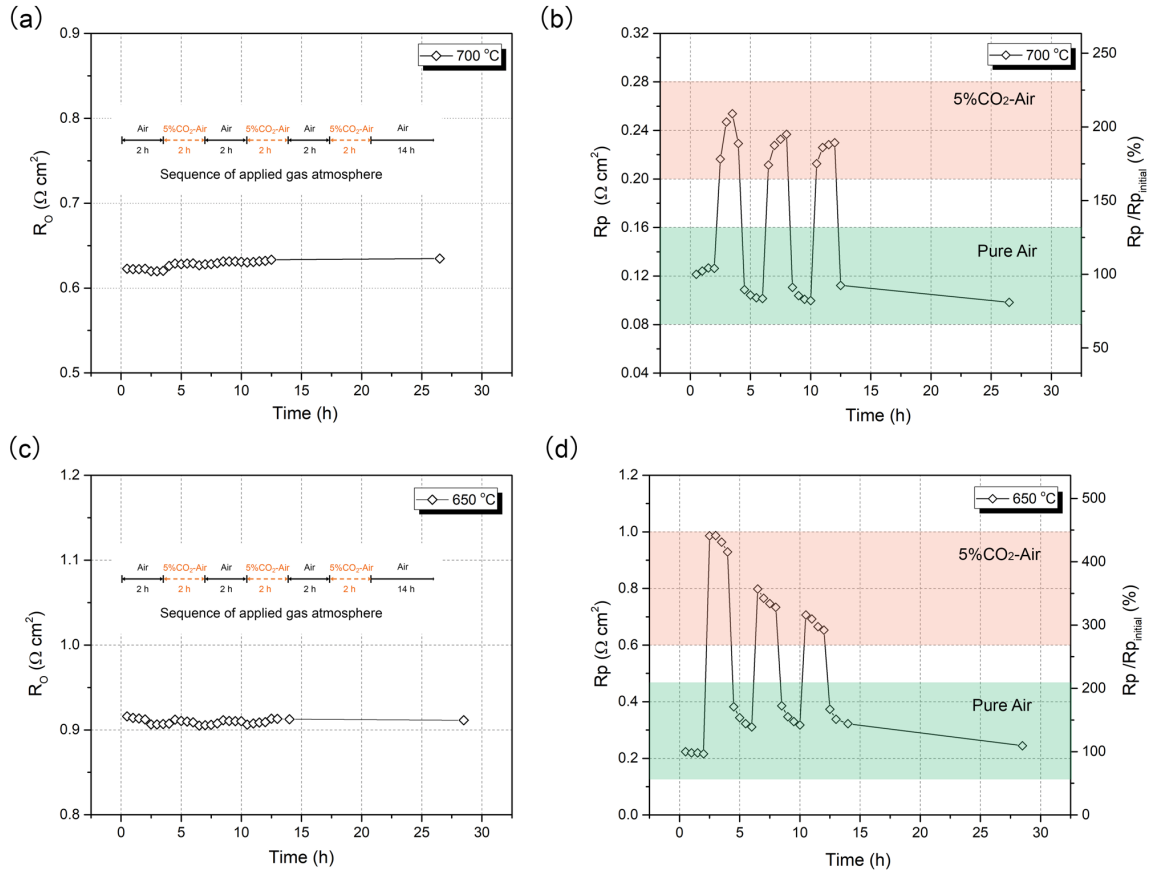 (a)
0.9
0.8
0.7
0.6
0.5
R_O (Ω cm²)
700 °C
Air 5%CO₂-Air Air 5%CO₂-Air Air 5%CO₂-Air Air
2 h 2 h 2 h 2 h 2 h 2 h 14 h
Sequence of applied gas atmosphere
0 5 10 15 20 25 30
Time (h)
(b)
0.32
0.28
0.24
0.20
0.16
0.12
0.08
0.04
Rp (Ω cm²)
700 °C
5%CO₂-Air
Pure Air
250
200
150
100
50
Rp /Rp_initial (%)
0 5 10 15 20 25 30
Time (h)
(c)
1.2
1.1
1.0
0.9
0.8
R_O (Ω cm²)
650 °C
Air 5%CO₂-Air Air 5%CO₂-Air Air 5%CO₂-Air Air
2 h 2 h 2 h 2 h 2 h 2 h 14 h
Sequence of applied gas atmosphere
0 5 10 15 20 25 30
Time (h)
(d)
1.2
1.0
0.8
0.6
0.4
0.2
0.0
Rp (Ω cm²)
650 °C
5%CO₂-Air
Pure Air
500
400
300
200
100
0
Rp /Rp_initial (%)
0 5 10 15 20 25 30
Time (h)